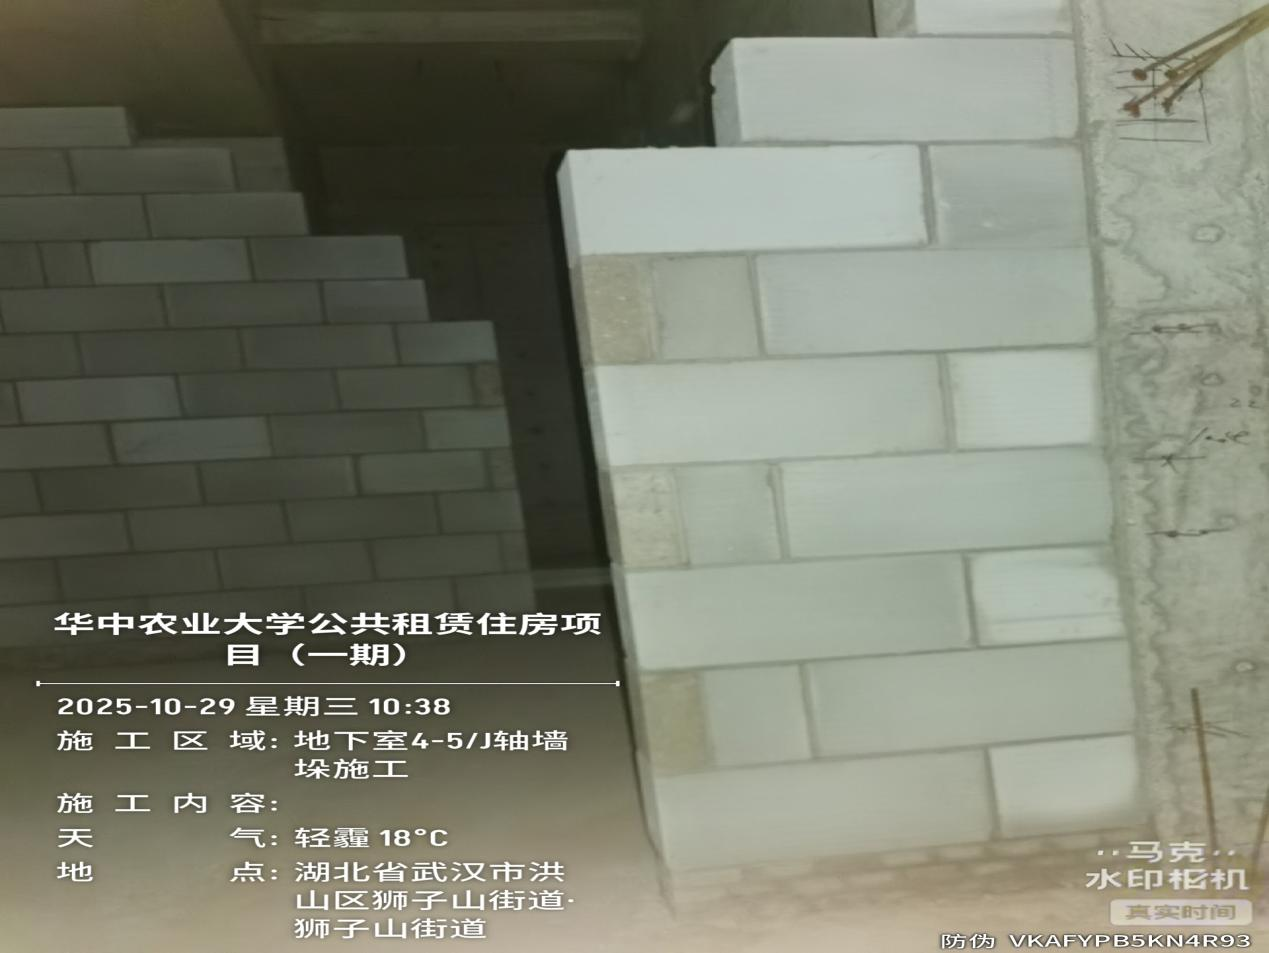 华中农业大学公共租赁住房项
目（一期）
2025-10-29 星期三 10:38
施工区域: 地下室4-5/J轴墙
垛施工
施工内容:
天气: 轻霾 18°C
地点: 湖北省武汉市洪
山区狮子山街道·
狮子山街道
马克
水印相机
真实时间
防伪 VKAFYPB5KN4R93